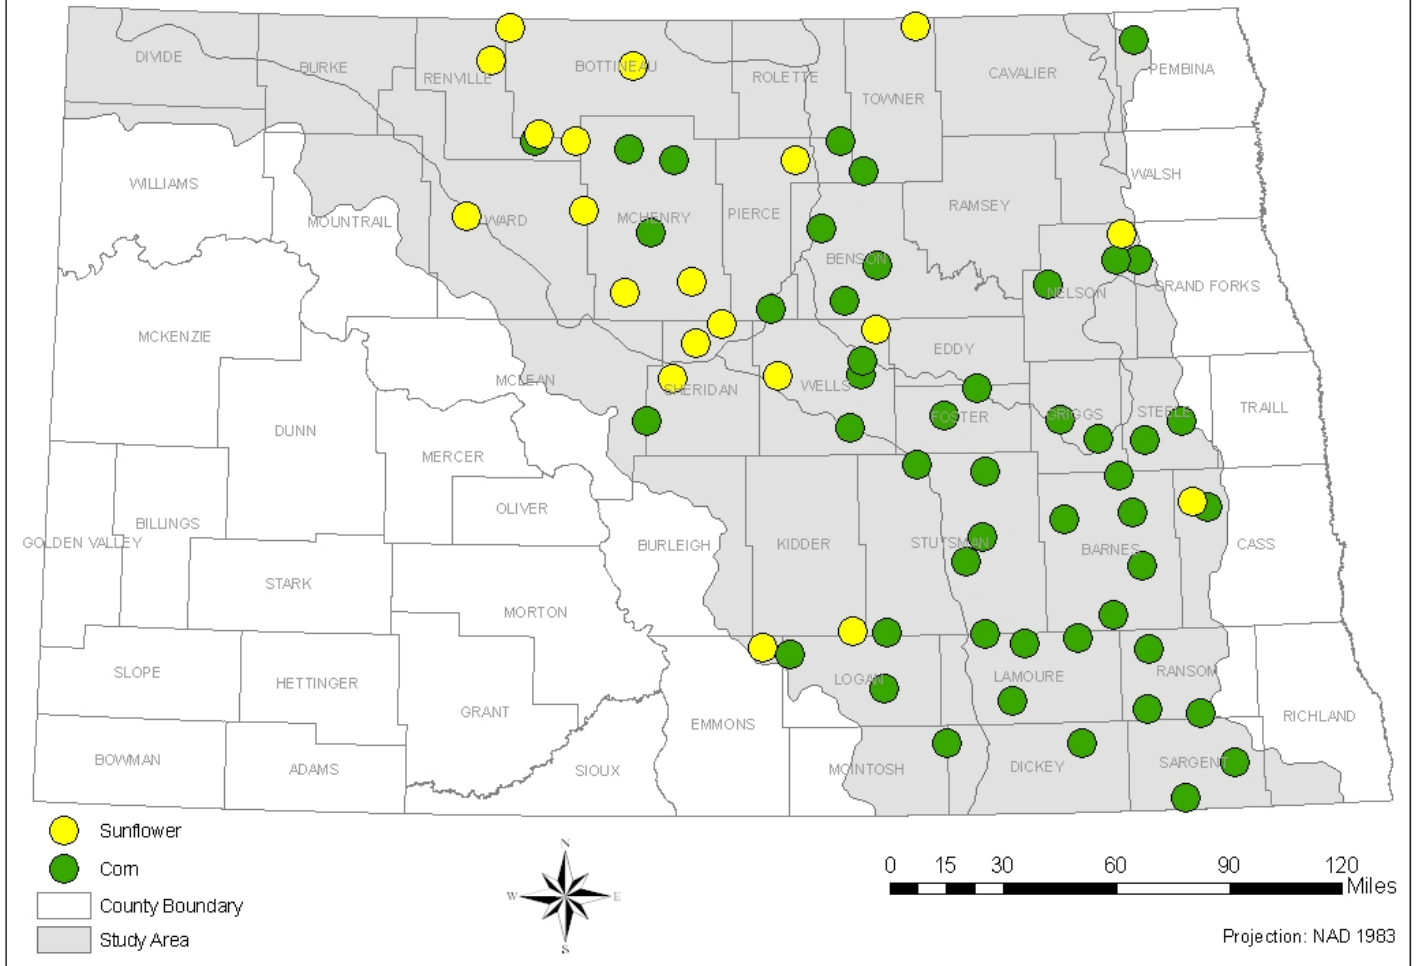 DIVIDE
BURKE
RENVILLE
BOTTINEAU
ROLETTE
TOWNER
CAVALIER
PEMBINA
WILLIAMS
MOUNTRAIL
WARD
MCHENRY
PIERCE
BENSON
RAMSEY
WALSH
NELSON
GRAND FORKS
MCKENZIE
MCLEAN
SHERIDAN
WELLS
EDDY
FOSTER
GRIGGS
STEELE
TRAILL
DUNN
MERCER
OLIVER
BILLINGS
GOLDEN VALLEY
BURLEIGH
KIDDER
STUTSMAN
BARNES
CASS
STARK
MORTON
SLOPE
HETTINGER
GRANT
EMMONS
LOGAN
LAMOURE
RANSOM
RICHLAND
BOWMAN
ADAMS
SIOUX
MCINTOSH
DICKEY
SARGENT
Sunflower
Corn
County Boundary
Study Area
N
W
E
S
0 15 30 60 90 120
Miles
Projection: NAD 1983